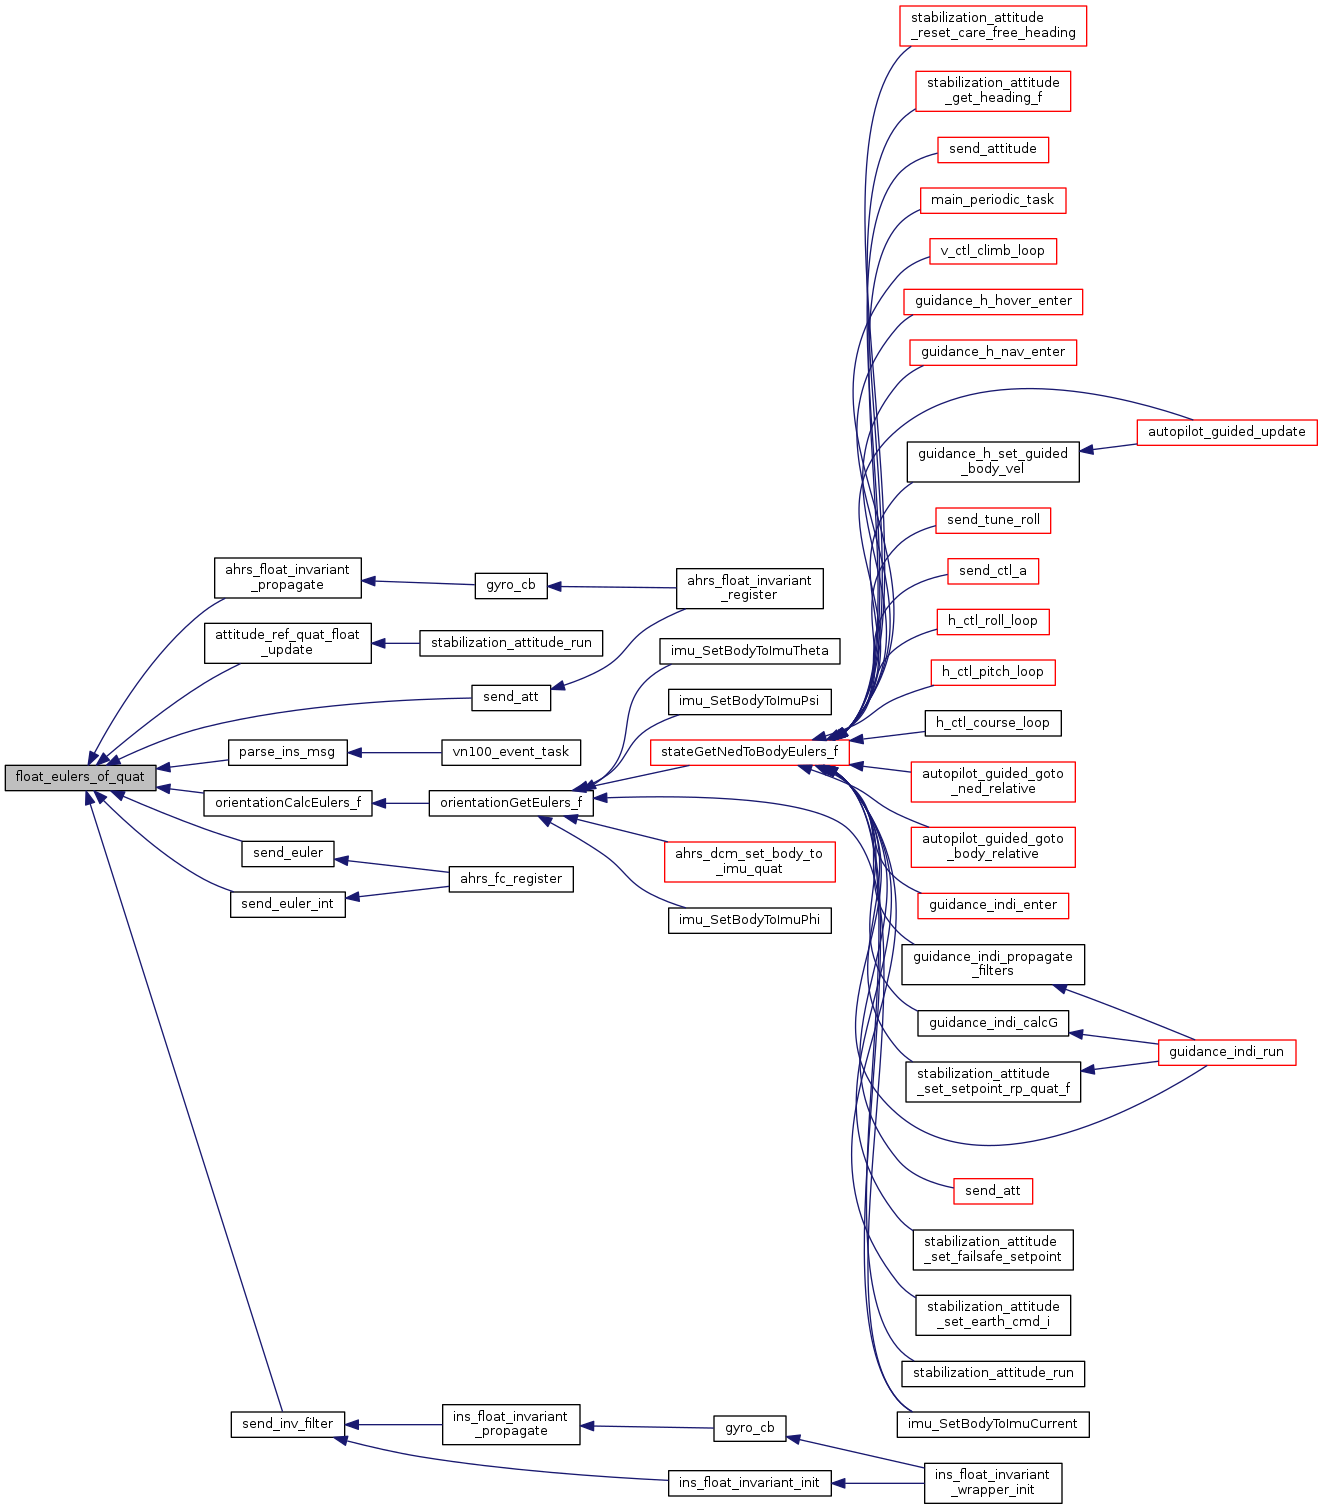 stabilization_attitude
_reset_care_free_heading
stabilization_attitude
_get_heading_f
send_attitude
main_periodic_task
v_ctl_climb_loop
guidance_h_hover_enter
guidance_h_nav_enter
autopilot_guided_update
guidance_h_set_guided
_body_vel
send_tune_roll
send_ctl_a
h_ctl_roll_loop
h_ctl_pitch_loop
h_ctl_course_loop
autopilot_guided_goto
_ned_relative
autopilot_guided_goto
_body_relative
guidance_indi_enter
guidance_indi_propagate
_filters
guidance_indi_calcG
guidance_indi_run
stabilization_attitude
_set_setpoint_rp_quat_f
send_att
stabilization_attitude
_set_failsafe_setpoint
stabilization_attitude
_set_earth_cmd_i
stabilization_attitude_run
imu_SetBodyToImuCurrent
ahrs_float_invariant
_propagate
gyro_cb
ahrs_float_invariant
_register
attitude_ref_quat_float
_update
stabilization_attitude_run
imu_SetBodyToImuTheta
send_att
imu_SetBodyToImuPsi
parse_ins_msg
vn100_event_task
stateGetNedToBodyEulers_f
float_eulers_of_quat
orientationCalcEulers_f
orientationGetEulers_f
send_euler
ahrs_dcm_set_body_to
_imu_quat
ahrs_fc_register
send_euler_int
imu_SetBodyToImuPhi
send_inv_filter
ins_float_invariant
_propagate
gyro_cb
ins_float_invariant_init
ins_float_invariant
_wrapper_init